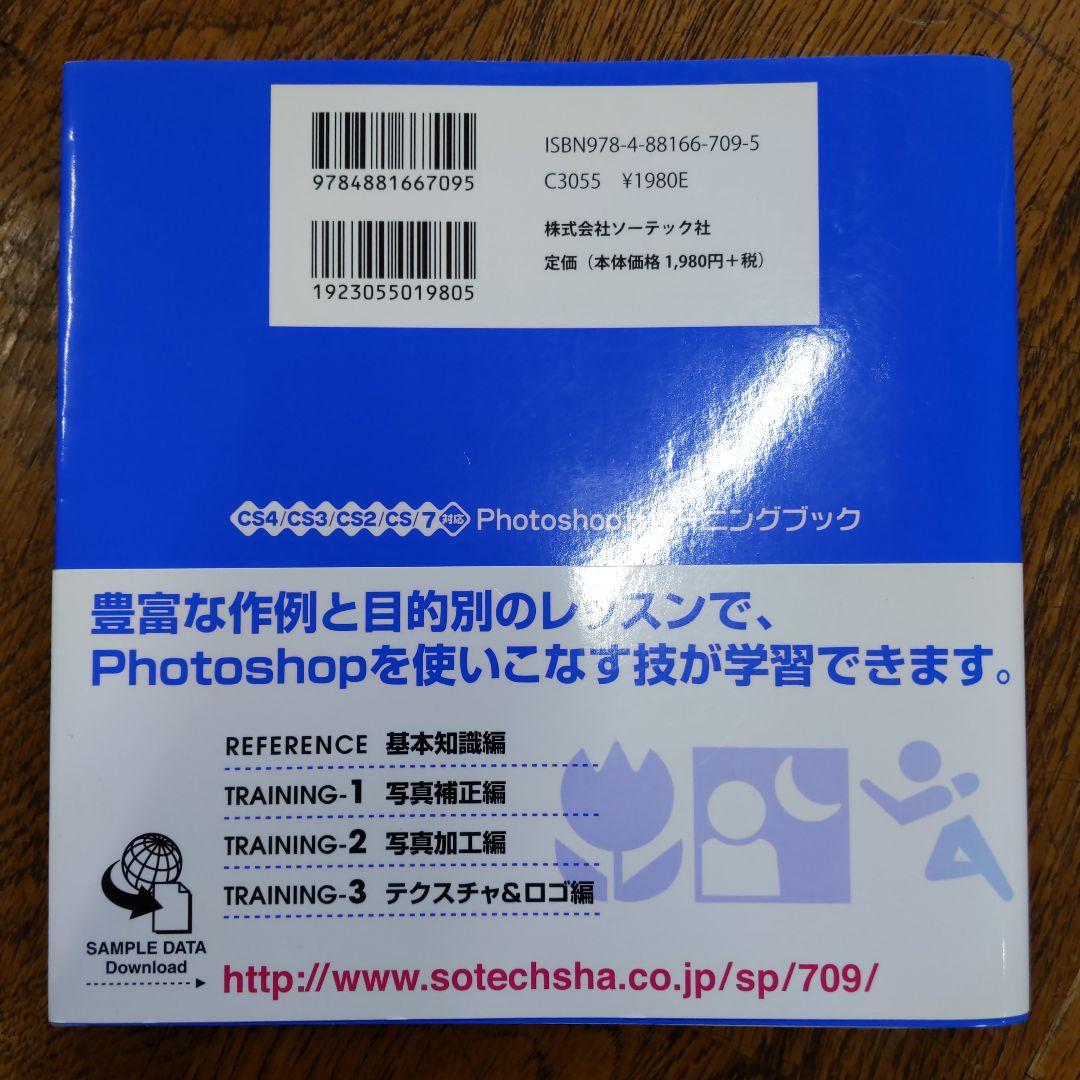 9784881667095
ISBN978-4-88166-709-5
C3055 ¥1980E
1923055019805
株式会社ソーテック社
定価（本体価格1,980円＋税）
CS4/CS3/CS2/CS/7対応 Photoshop ニングブック
豊富な作例と目的別のレッスンで、
Photoshopを使いこなす技が学習できます。
REFERENCE 基本知識編
TRAINING-1 写真補正編
TRAINING-2 写真加工編
TRAINING-3 テクスチャ&ロゴ編
SAMPLE DATA
Download
http://www.sotechsha.co.jp/sp/709/